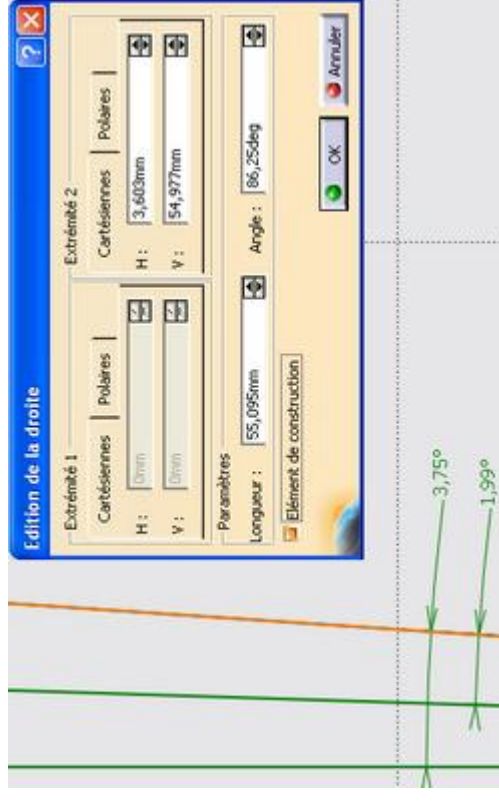 Edition de la droite
? X
Extrémité 1
Cartésiennes Polaires
H : 0mm
V : 0mm
Extrémité 2
Cartésiennes Polaires
H : 3,603mm
V : 54,977mm
Paramètres
Longueur : 55,095mm Angle : 86,25deg
Elément de construction
OK Annuler
3,75°
1,99°